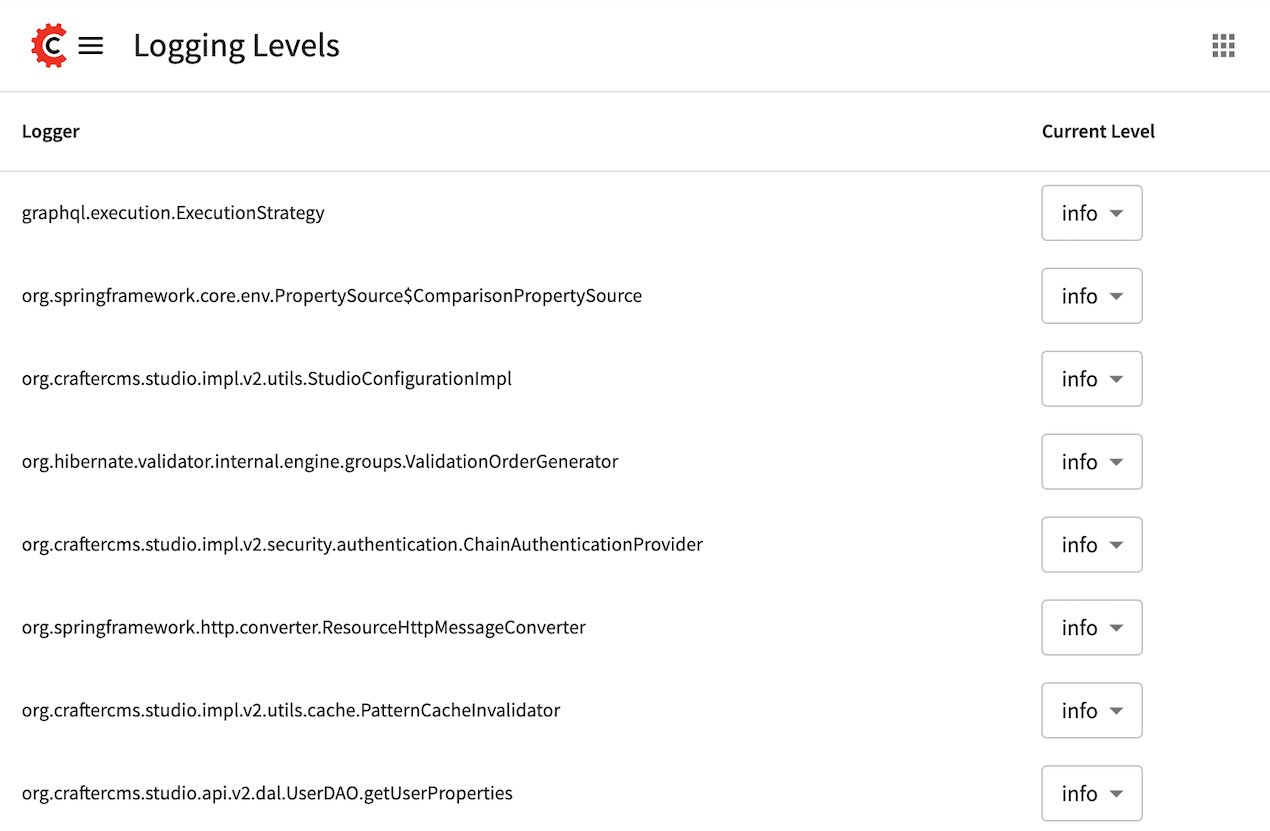 C
Logging Levels
Logger Current Level
graphql.execution.ExecutionStrategy info
org.springframework.core.env.PropertySource$ComparisonPropertySource info
org.craftercms.studio.impl.v2.utils.StudioConfigurationImpl info
org.hibernate.validator.internal.engine.groups.ValidationOrderGenerator info
org.craftercms.studio.impl.v2.security.authentication.ChainAuthenticationProvider info
org.springframework.http.converter.ResourceHttpMessageConverter info
org.craftercms.studio.impl.v2.utils.cache.PatternCacheInvalidator info
org.craftercms.studio.api.v2.dal.UserDAO.getUserProperties info